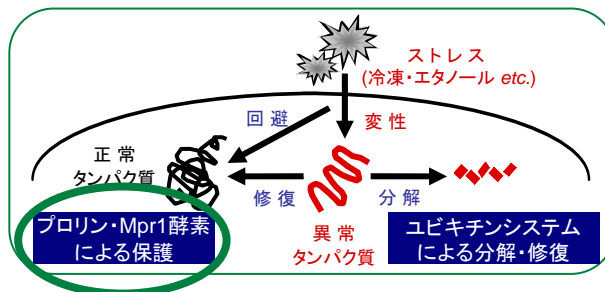 ストレス
(冷凍・エタノール etc.)
回避
変性
正常
タンパク質
修復
分解
プロリン・Mpr1酵素
による保護
異常
タンパク質
ユビキチンシステム
による分解・修復